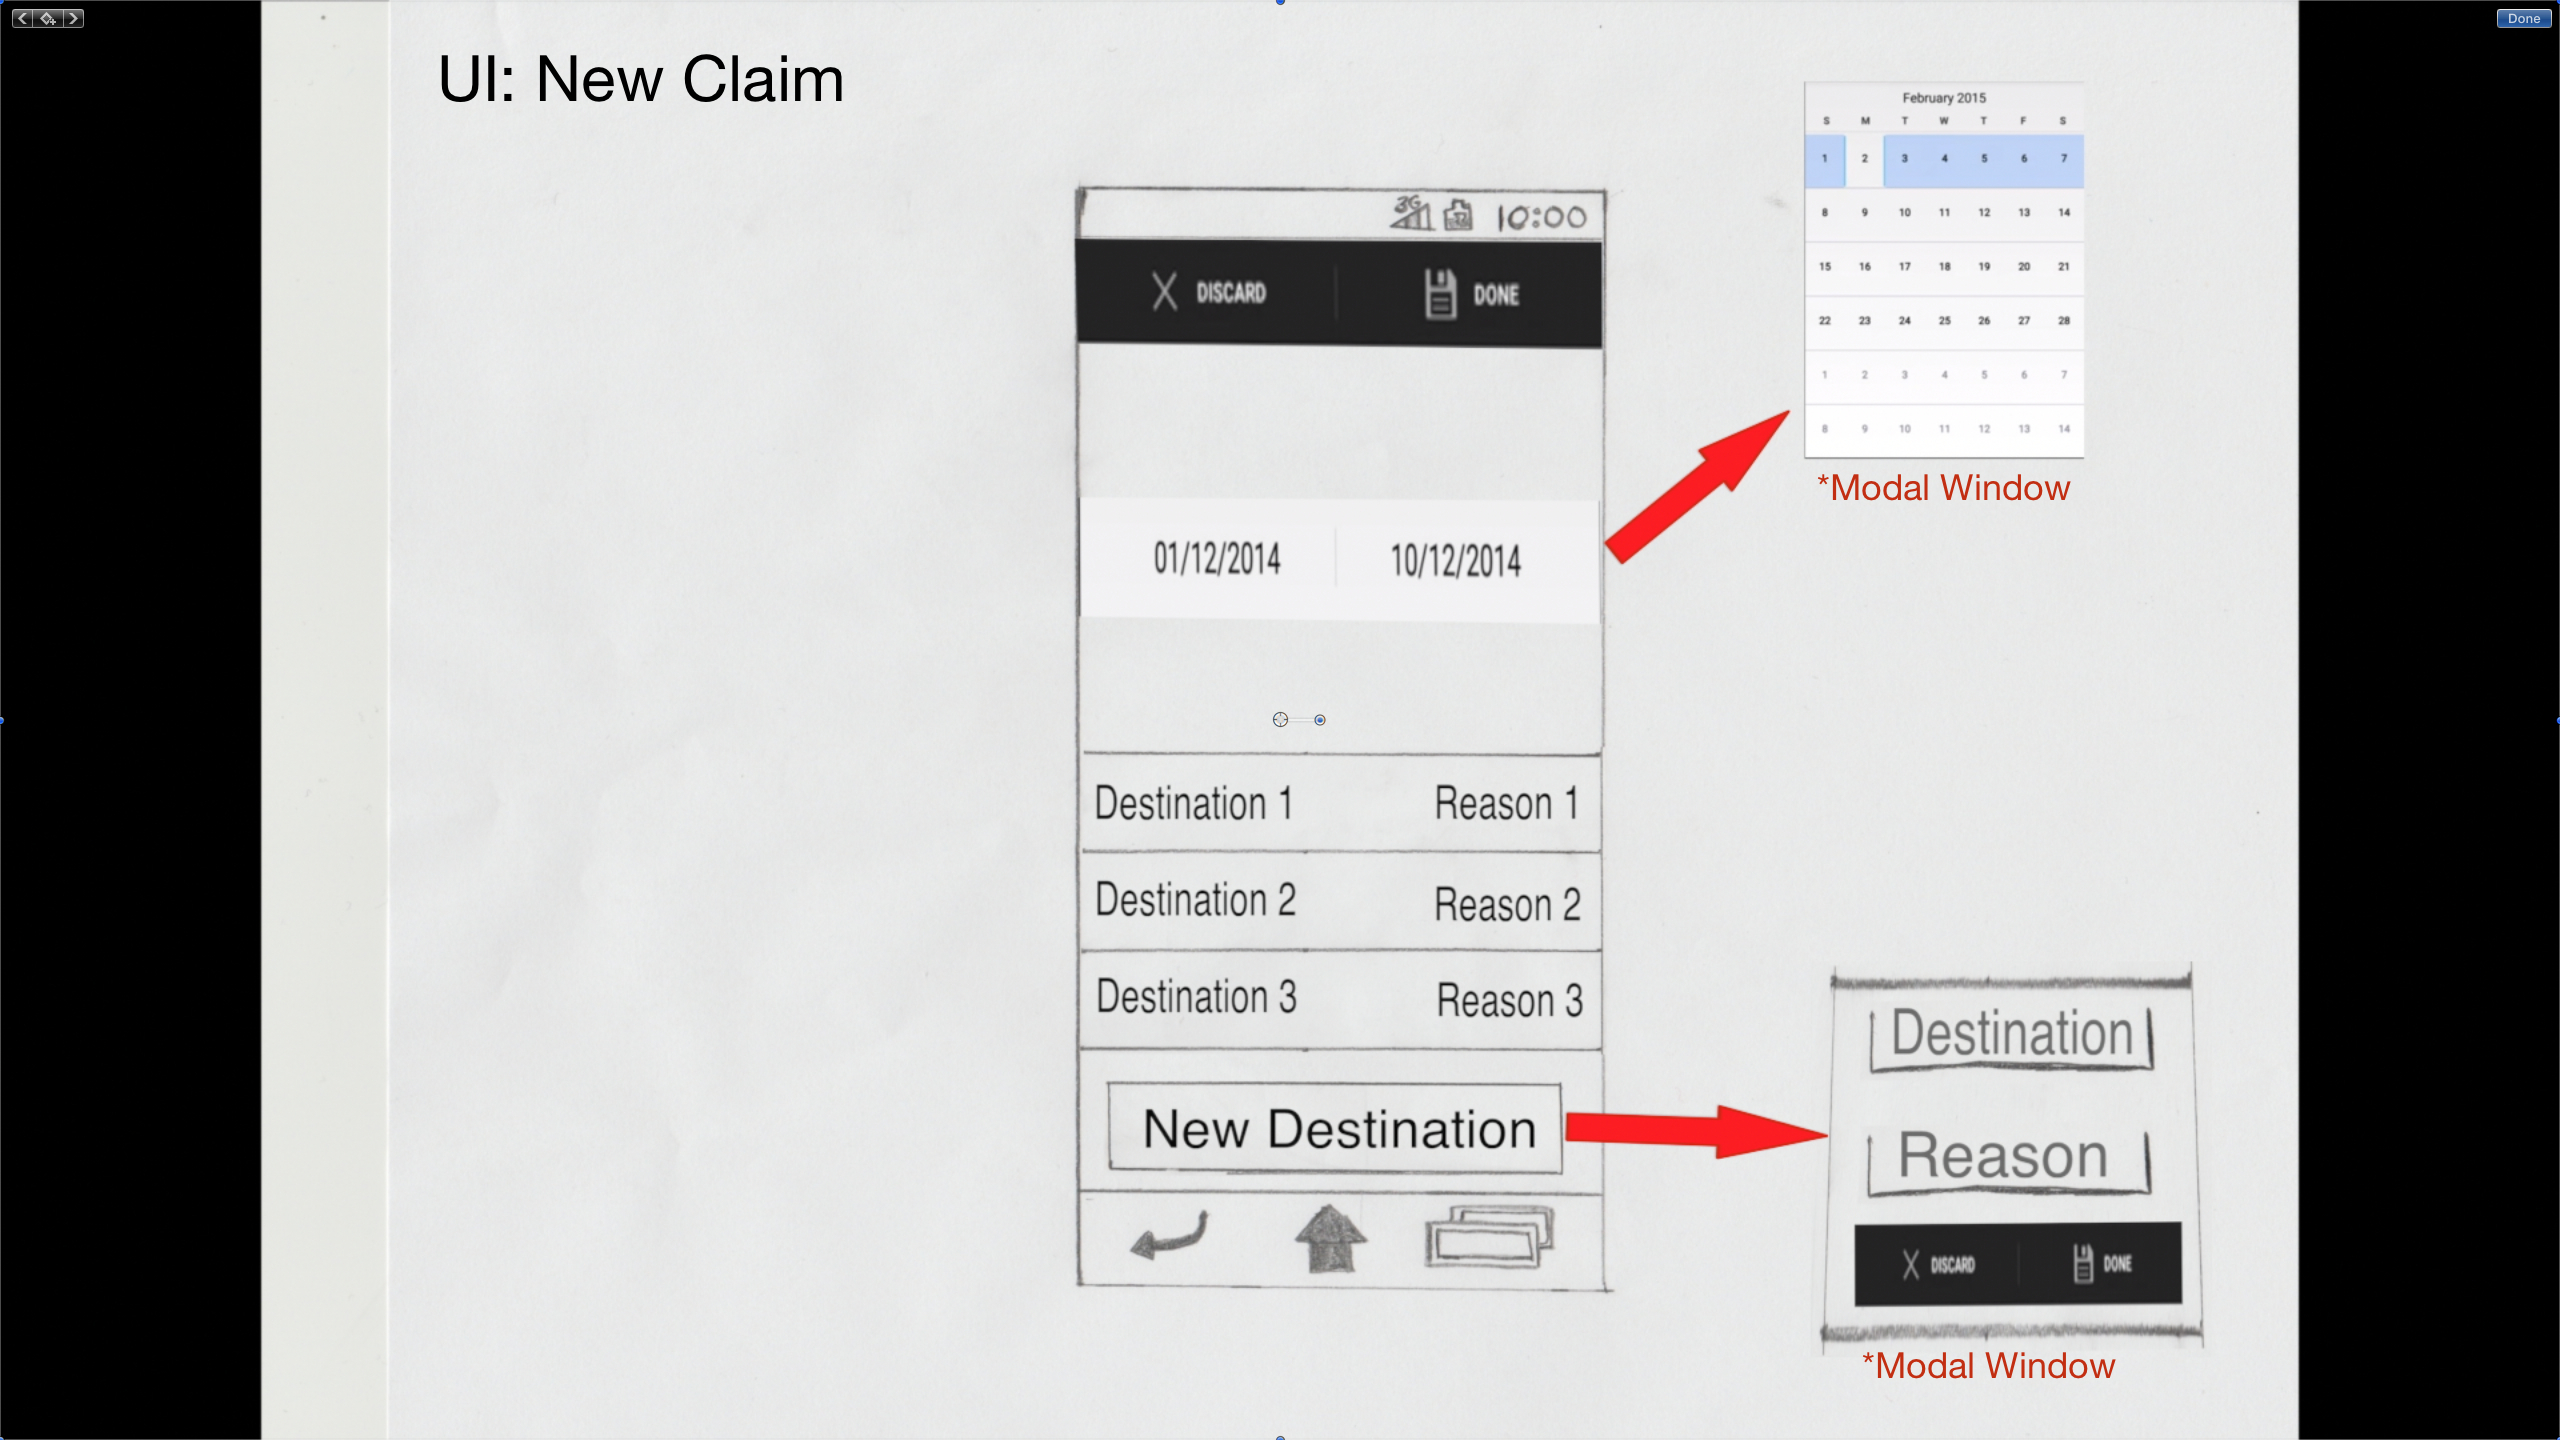 Done
UI: New Claim
3G 10:00
DISCARD DONE
01/12/2014 10/12/2014
Destination 1 Reason 1
Destination 2 Reason 2
Destination 3 Reason 3
New Destination
February 2015
S M T W T F S
1 2 3 4 5 6 7
8 9 10 11 12 13 14
15 16 17 18 19 20 21
22 23 24 25 26 27 28
1 2 3 4 5 6 7
8 9 10 11 12 13 14
*Modal Window
Destination
Reason
DISCARD DONE
*Modal Window